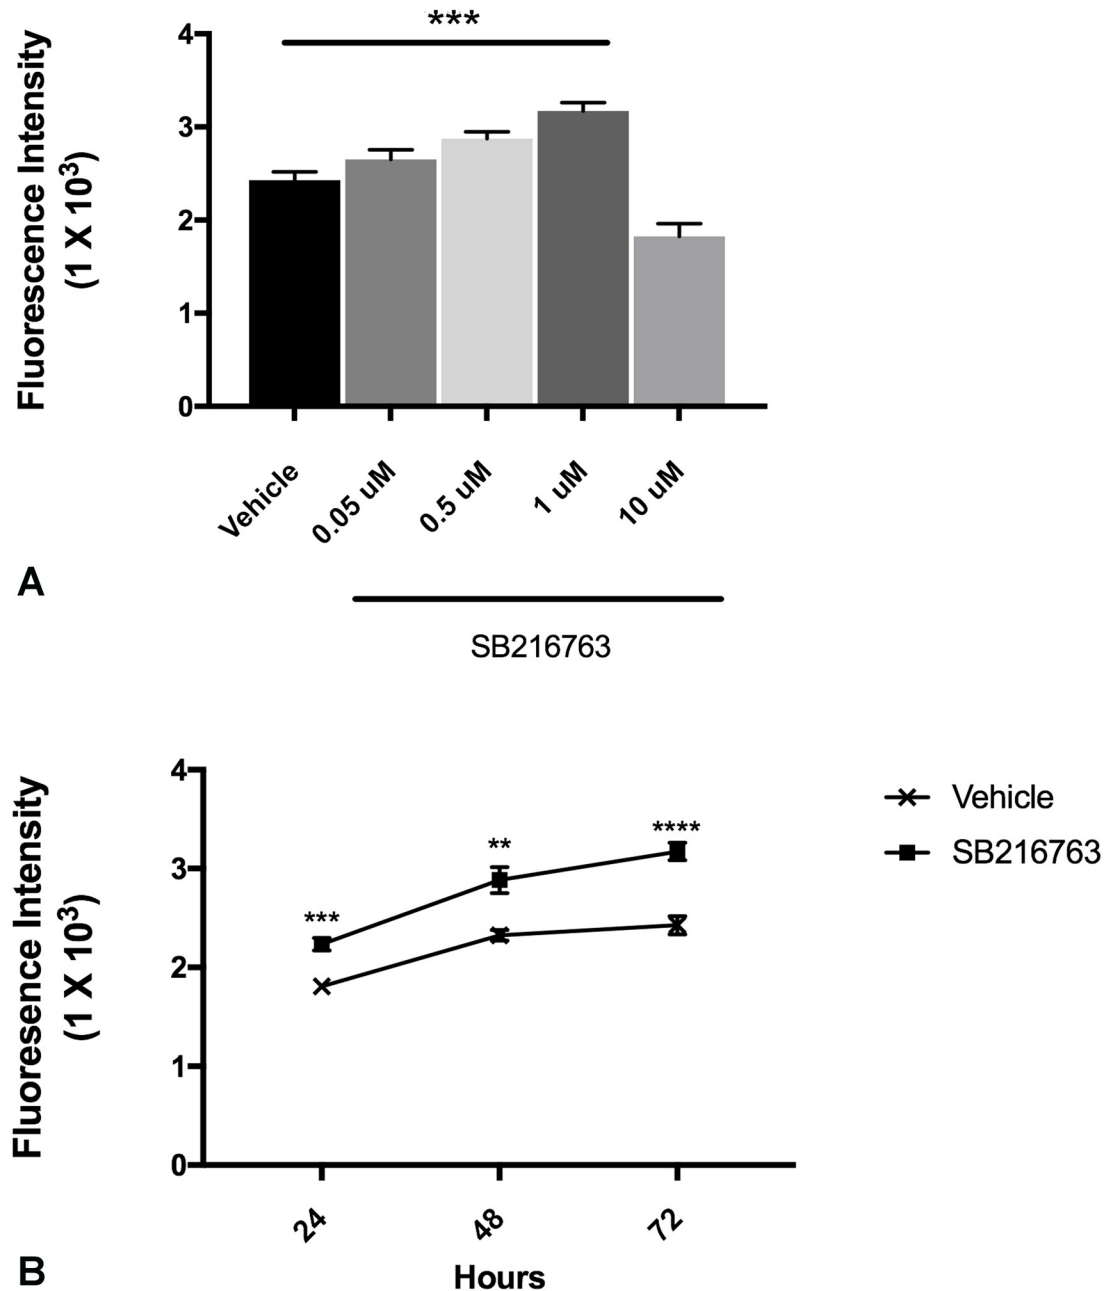 ***
Fluorescence Intensity
(1 X 10³)
4
3
2
1
0
Vehicle
0.05 uM
0.5 uM
1 uM
10 uM
A
SB216763
Fluoresence Intensity
(1 X 10³)
4
3
2
1
0
***
**
****
Vehicle
SB216763
24
48
72
Hours
B